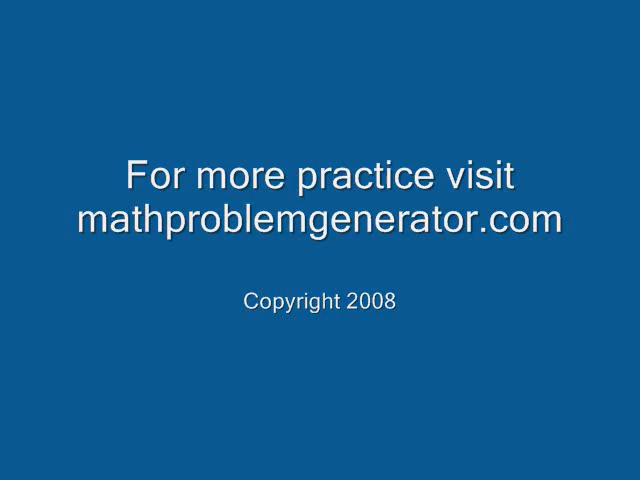 For more practice visit
mathproblemgenerator.com
Copyright 2008